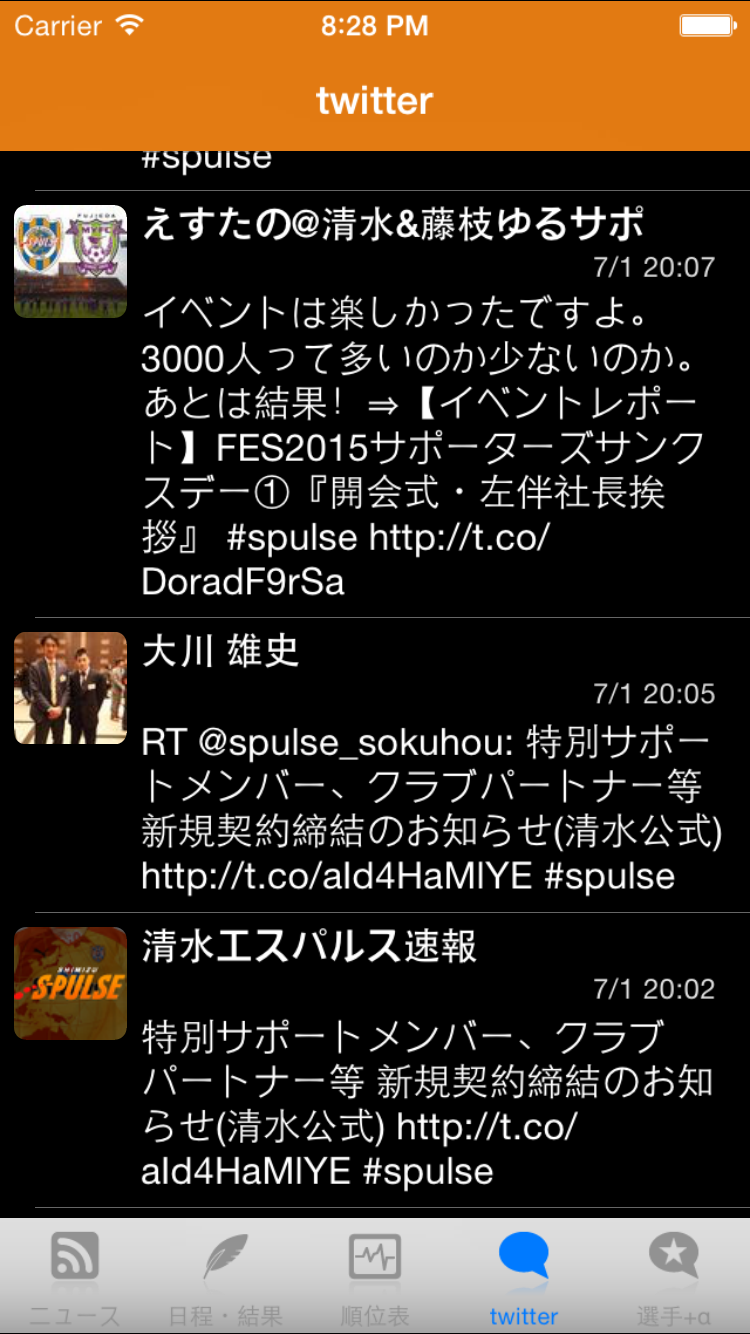 Carrier 8:28 PM
twitter
#spulse
えすたの@清水&藤枝ゆるサポ
7/1 20:07
イベントは楽しかったですよ。
3000人って多いのか少ないのか。
あとは結果！⇒【イベントレポー
ト】FES2015サポーターズサンク
スデー①『開会式・左伴社長挨
拶』 #spulse http://t.co/
DoradF9rSa
大川 雄史
7/1 20:05
RT @spulse_sokuhou: 特別サポー
トメンバー、クラブパートナー等
新規契約締結のお知らせ(清水公式)
http://t.co/aId4HaMlYE #spulse
SHIMIZU
S-PULSE
清水エスパルス速報
7/1 20:02
特別サポートメンバー、クラブ
パートナー等 新規契約締結のお知
らせ(清水公式) http://t.co/
aId4HaMlYE #spulse
ニュース
日程・結果
順位表
twitter
選手+α